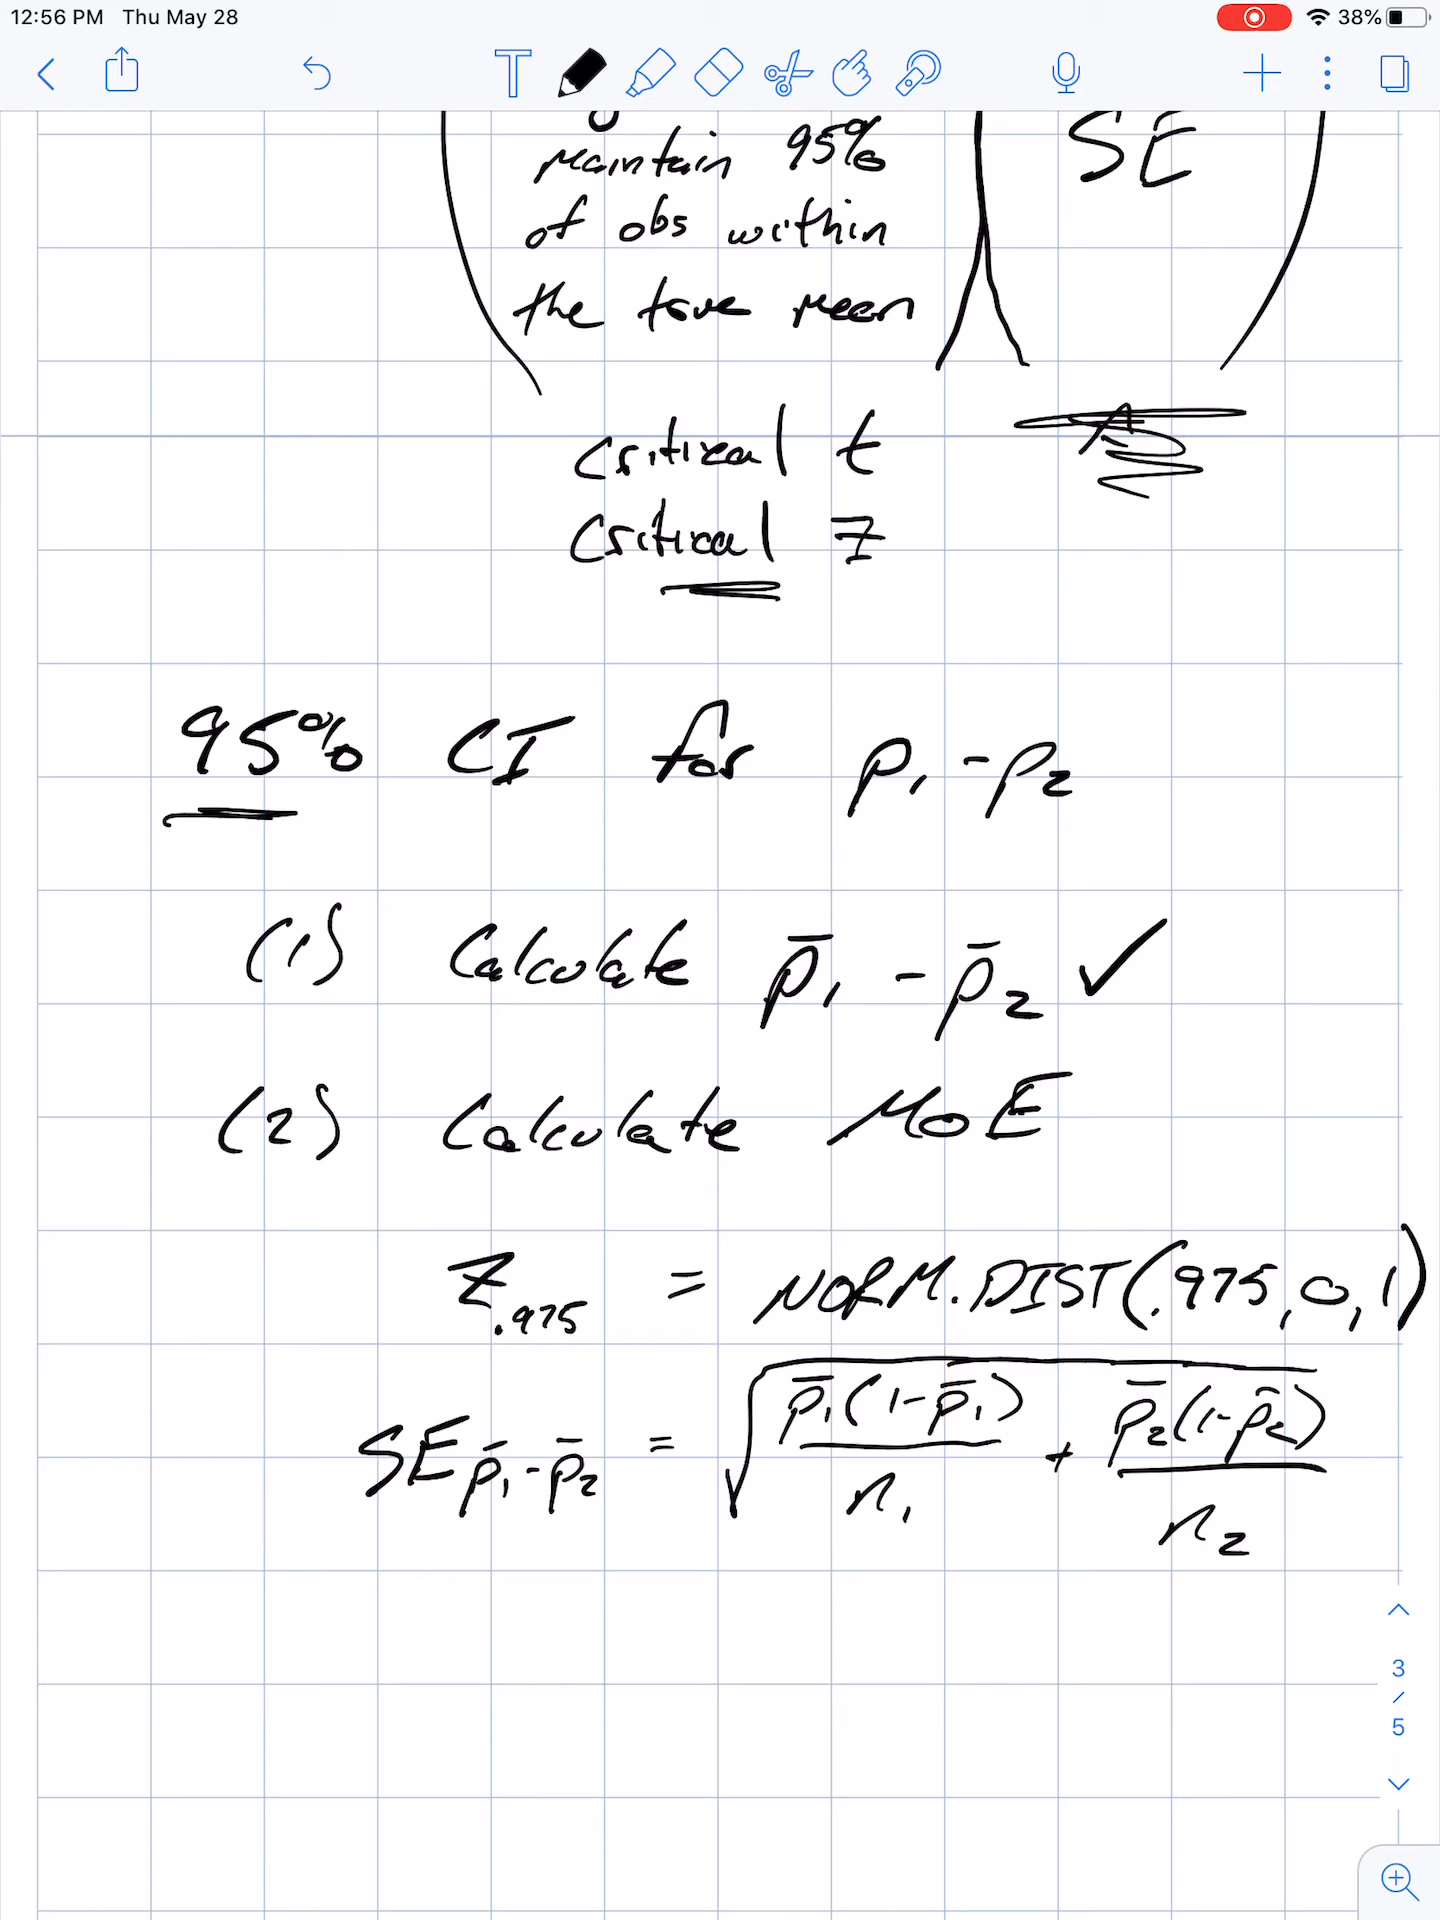 12:56 PM Thu May 28
38%
T
Maintain 95% SE
of obs within
the true mean
Critical t
Critical Z
95% CI for p₁ - p₂
(1) Calculate p̄₁ - p̄₂ ✓
(2) Calculate MoE
Z.975 = NORM.DIST(.975, 0, 1)
SE p̄₁ - p̄₂ = √( p̄₁(1-p̄₁) / n₁ + p̄₂(1-p̄₂) / n₂ )
3
/
5